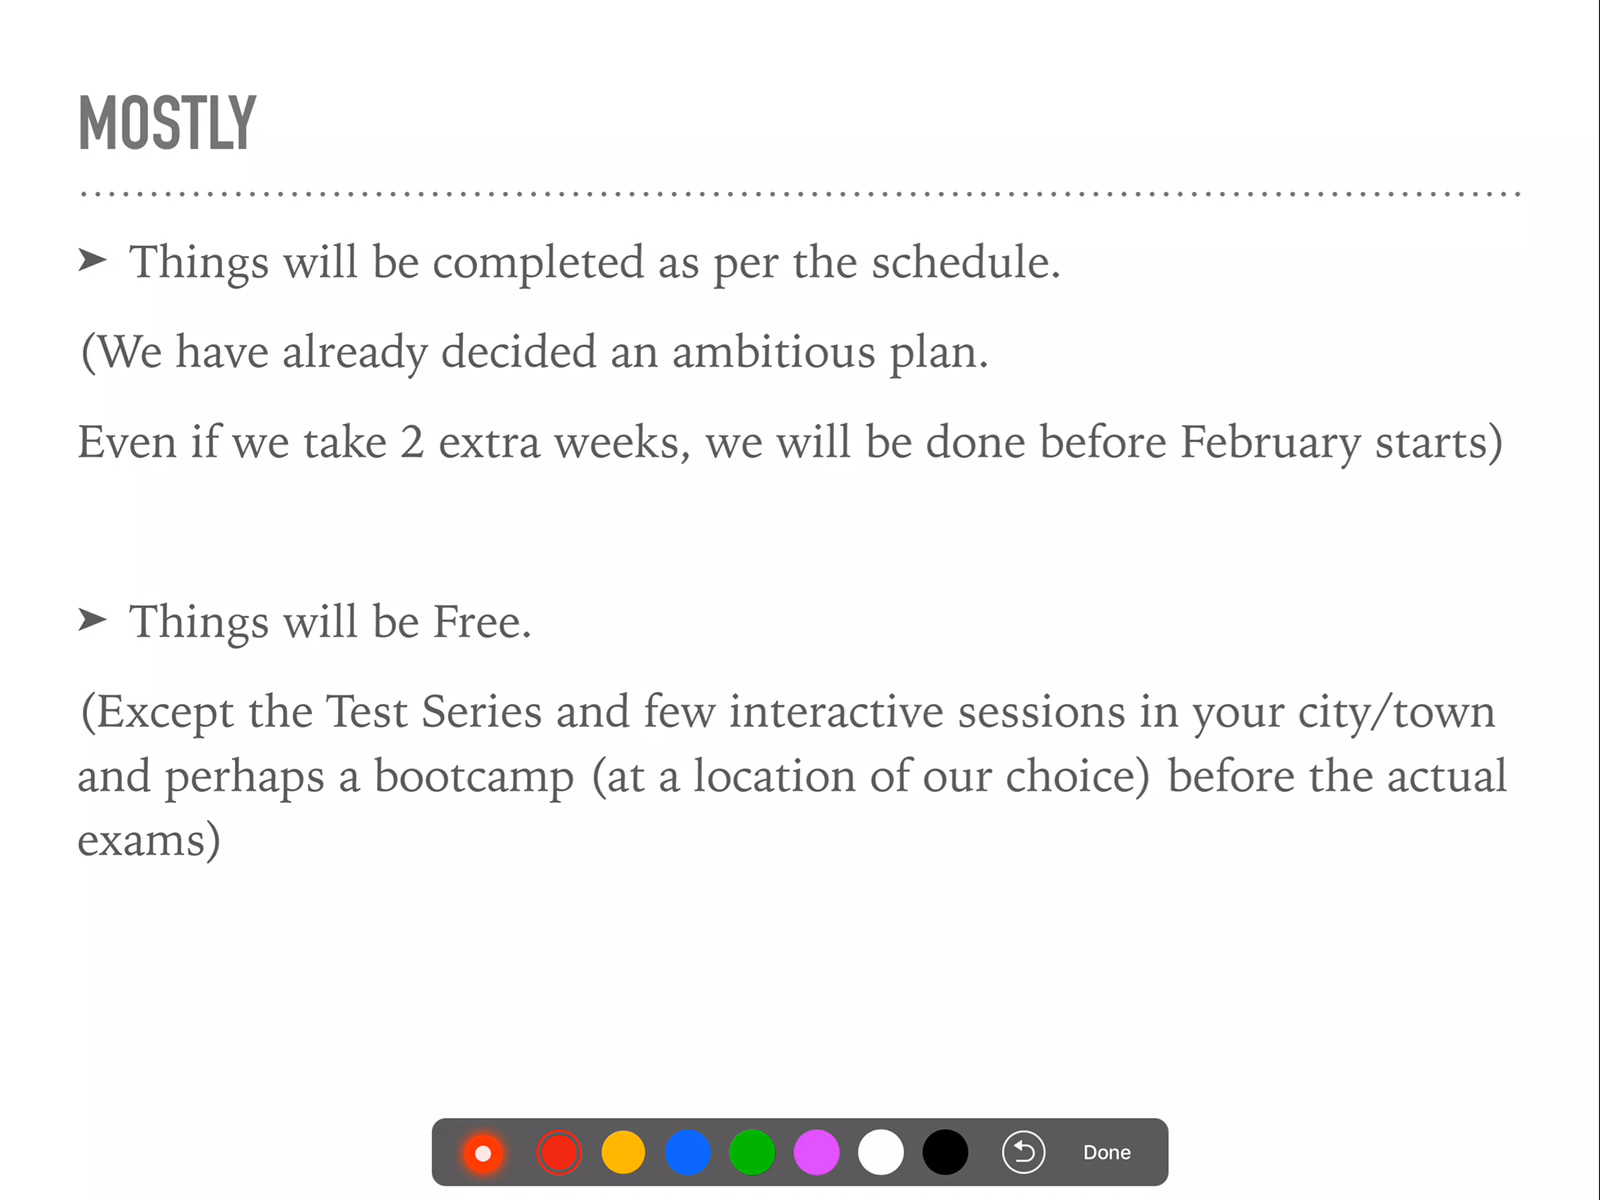 MOSTLY
➤ Things will be completed as per the schedule.
(We have already decided an ambitious plan.
Even if we take 2 extra weeks, we will be done before February starts)
➤ Things will be Free.
(Except the Test Series and few interactive sessions in your city/town
and perhaps a bootcamp (at a location of our choice) before the actual
exams)
Done